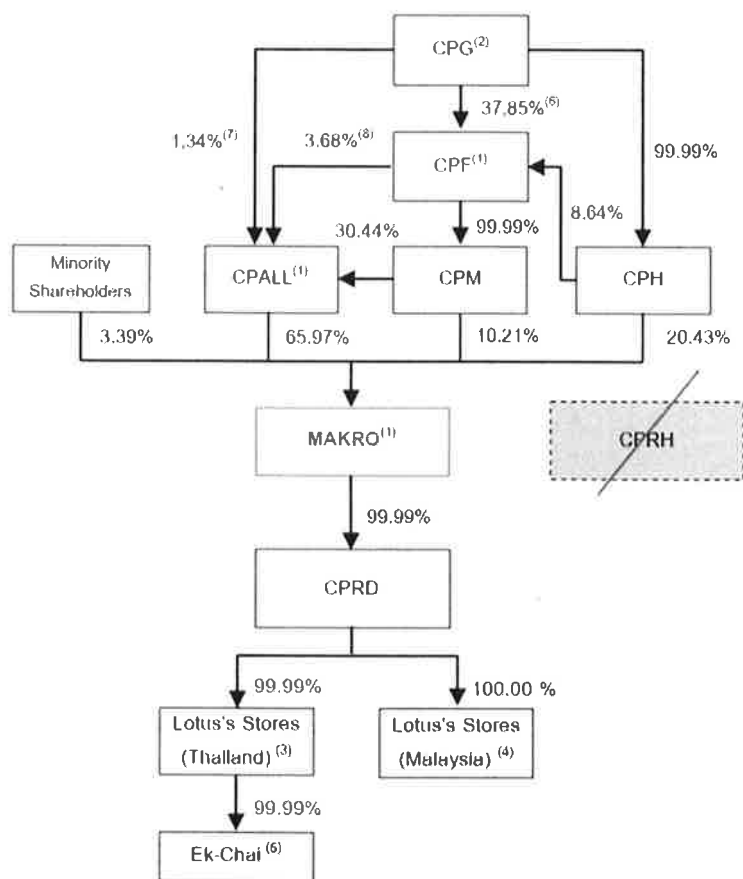 CPG(2)
37,85%(6)
1,34%(7)
3.68%(8)
99.99%
CPF(1)
8.64%
30.44%
99.99%
Minority
Shareholders
CPALL(1)
CPM
CPH
3.39%
65.97%
10.21%
20.43%
MAKRO(1)
CPRH
99.99%
CPRD
99.99%
100.00 %
Lotus's Stores
(Thailand) (3)
Lotus's Stores
(Malaysia) (4)
99.99%
Ek-Chai (5)